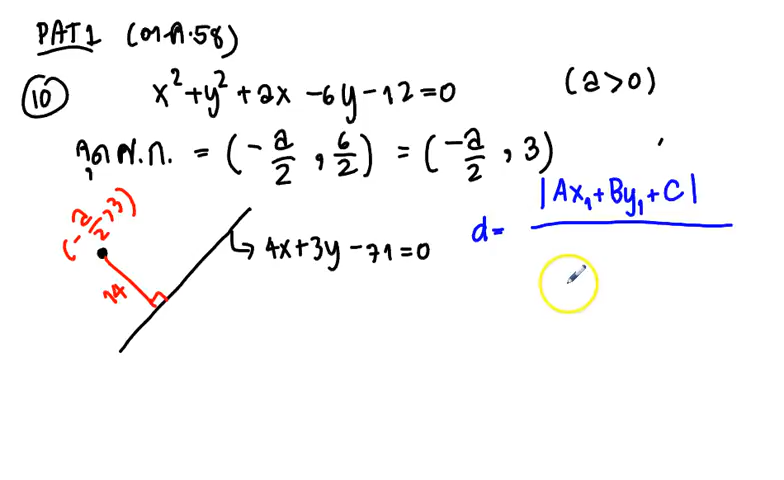 PAT1 (ต.ค.58)
10 x²+y²+ax -6y-12=0 (a>0)
จุด ศ.ก. = (-a/2 , 6/2) = (-a/2 , 3)
(-a/2,3)
14
4x+3y-71=0
d= |Ax₁+By₁+C|